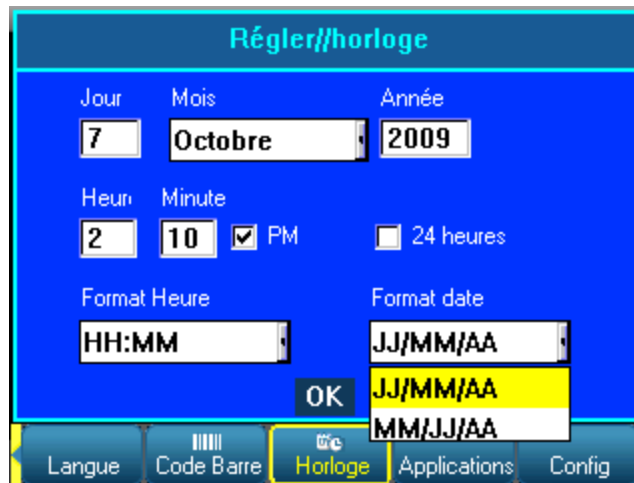 Régler//horloge
Jour Mois Année
7 Octobre 2009
Heur Minute
2 10 PM 24 heures
Format Heure Format date
HH:MM JJ/MM/AA
JJ/MM/AA
OK
MM/JJ/AA
Langue Code Barre Horloge Applications Config